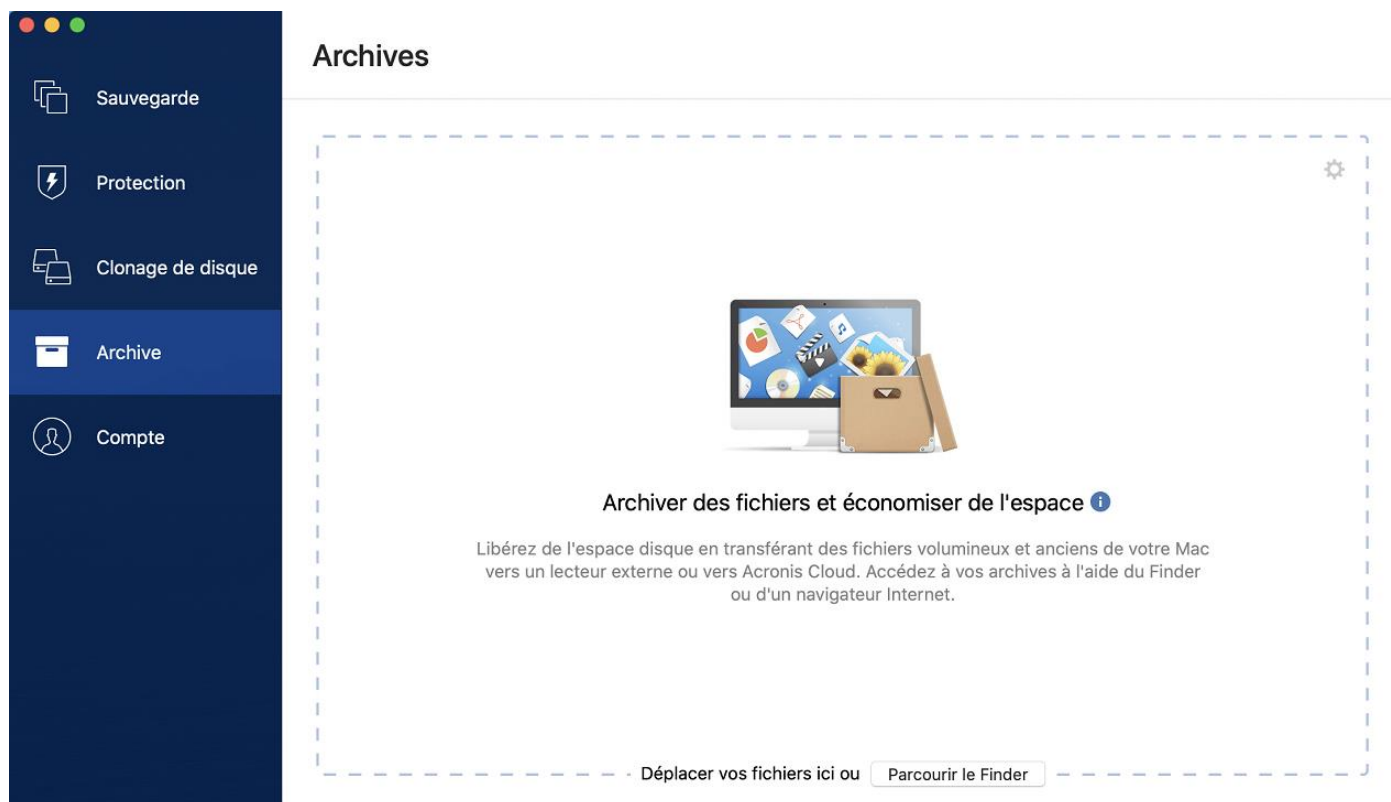 Archives
Sauvegarde
Protection
Clonage de disque
Archive
Compte
Archiver des fichiers et économiser de l'espace
Libérez de l'espace disque en transférant des fichiers volumineux et anciens de votre Mac
vers un lecteur externe ou vers Acronis Cloud. Accédez à vos archives à l'aide du Finder
ou d'un navigateur Internet.
Déplacer vos fichiers ici ou Parcourir le Finder